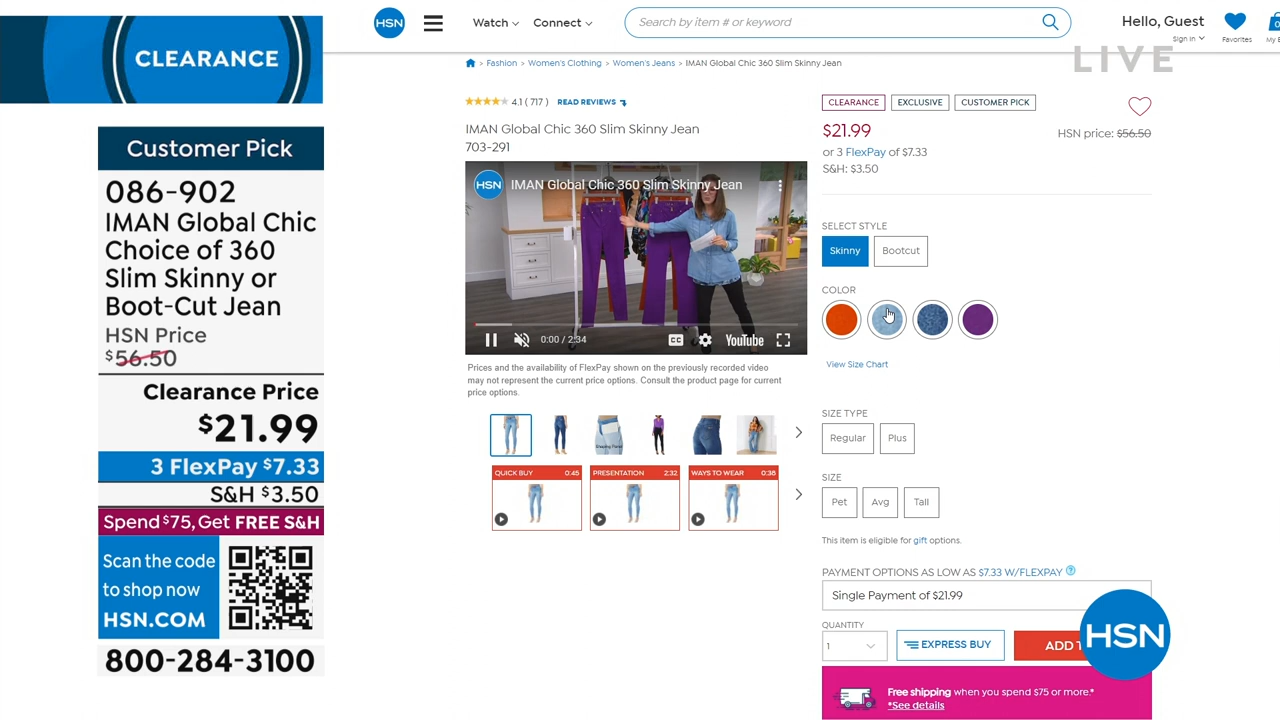 CLEARANCE
Customer Pick
086-902
IMAN Global Chic
Choice of 360
Slim Skinny or
Boot-Cut Jean
HSN Price
$56.50
Clearance Price
$21.99
3 FlexPay $7.33
S&H $3.50
Spend $75, Get FREE S&H
Scan the code
to shop now
HSN.COM
800-284-3100
HSN
Watch
Connect
Search by item # or keyword
Hello, Guest
Sign In
Favorites
LIVE
> Fashion > Women's Clothing > Women's Jeans > IMAN Global Chic 360 Slim Skinny Jean
4.1 ( 717 ) READ REVIEWS
IMAN Global Chic 360 Slim Skinny Jean
703-291
HSN IMAN Global Chic 360 Slim Skinny Jean
0:00 / 2:34
CC
YouTube
Prices and the availability of FlexPay shown on the previously recorded video
may not represent the current price options. Consult the product page for current
price options.
QUICK BUY 0:45
PRESENTATION 2:32
WAYS TO WEAR 0:38
CLEARANCE
EXCLUSIVE
CUSTOMER PICK
$21.99
HSN price: $56.50
or 3 FlexPay of $7.33
S&H: $3.50
SELECT STYLE
Skinny
Bootcut
COLOR
View Size Chart
SIZE TYPE
Regular
Plus
SIZE
Pet
Avg
Tall
This item is eligible for gift options.
PAYMENT OPTIONS AS LOW AS $7.33 W/FLEXPAY ?
Single Payment of $21.99
QUANTITY
1
EXPRESS BUY
ADD
HSN
Free shipping when you spend $75 or more.*
*See details